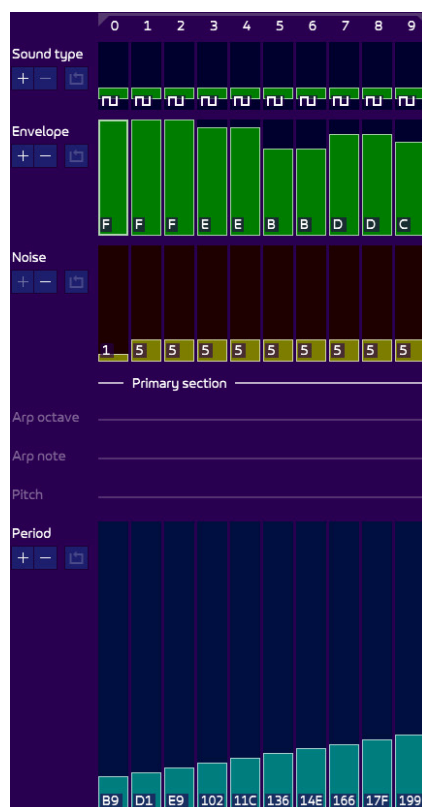 0 1 2 3 4 5 6 7 8 9
Sound type
+ −
Envelope
+ −
F F F E E B B D D C
Noise
+ −
1 5 5 5 5 5 5 5 5 5
Primary section
Arp octave
Arp note
Pitch
Period
+ −
B9 D1 E9 102 11C 136 14E 166 17F 199